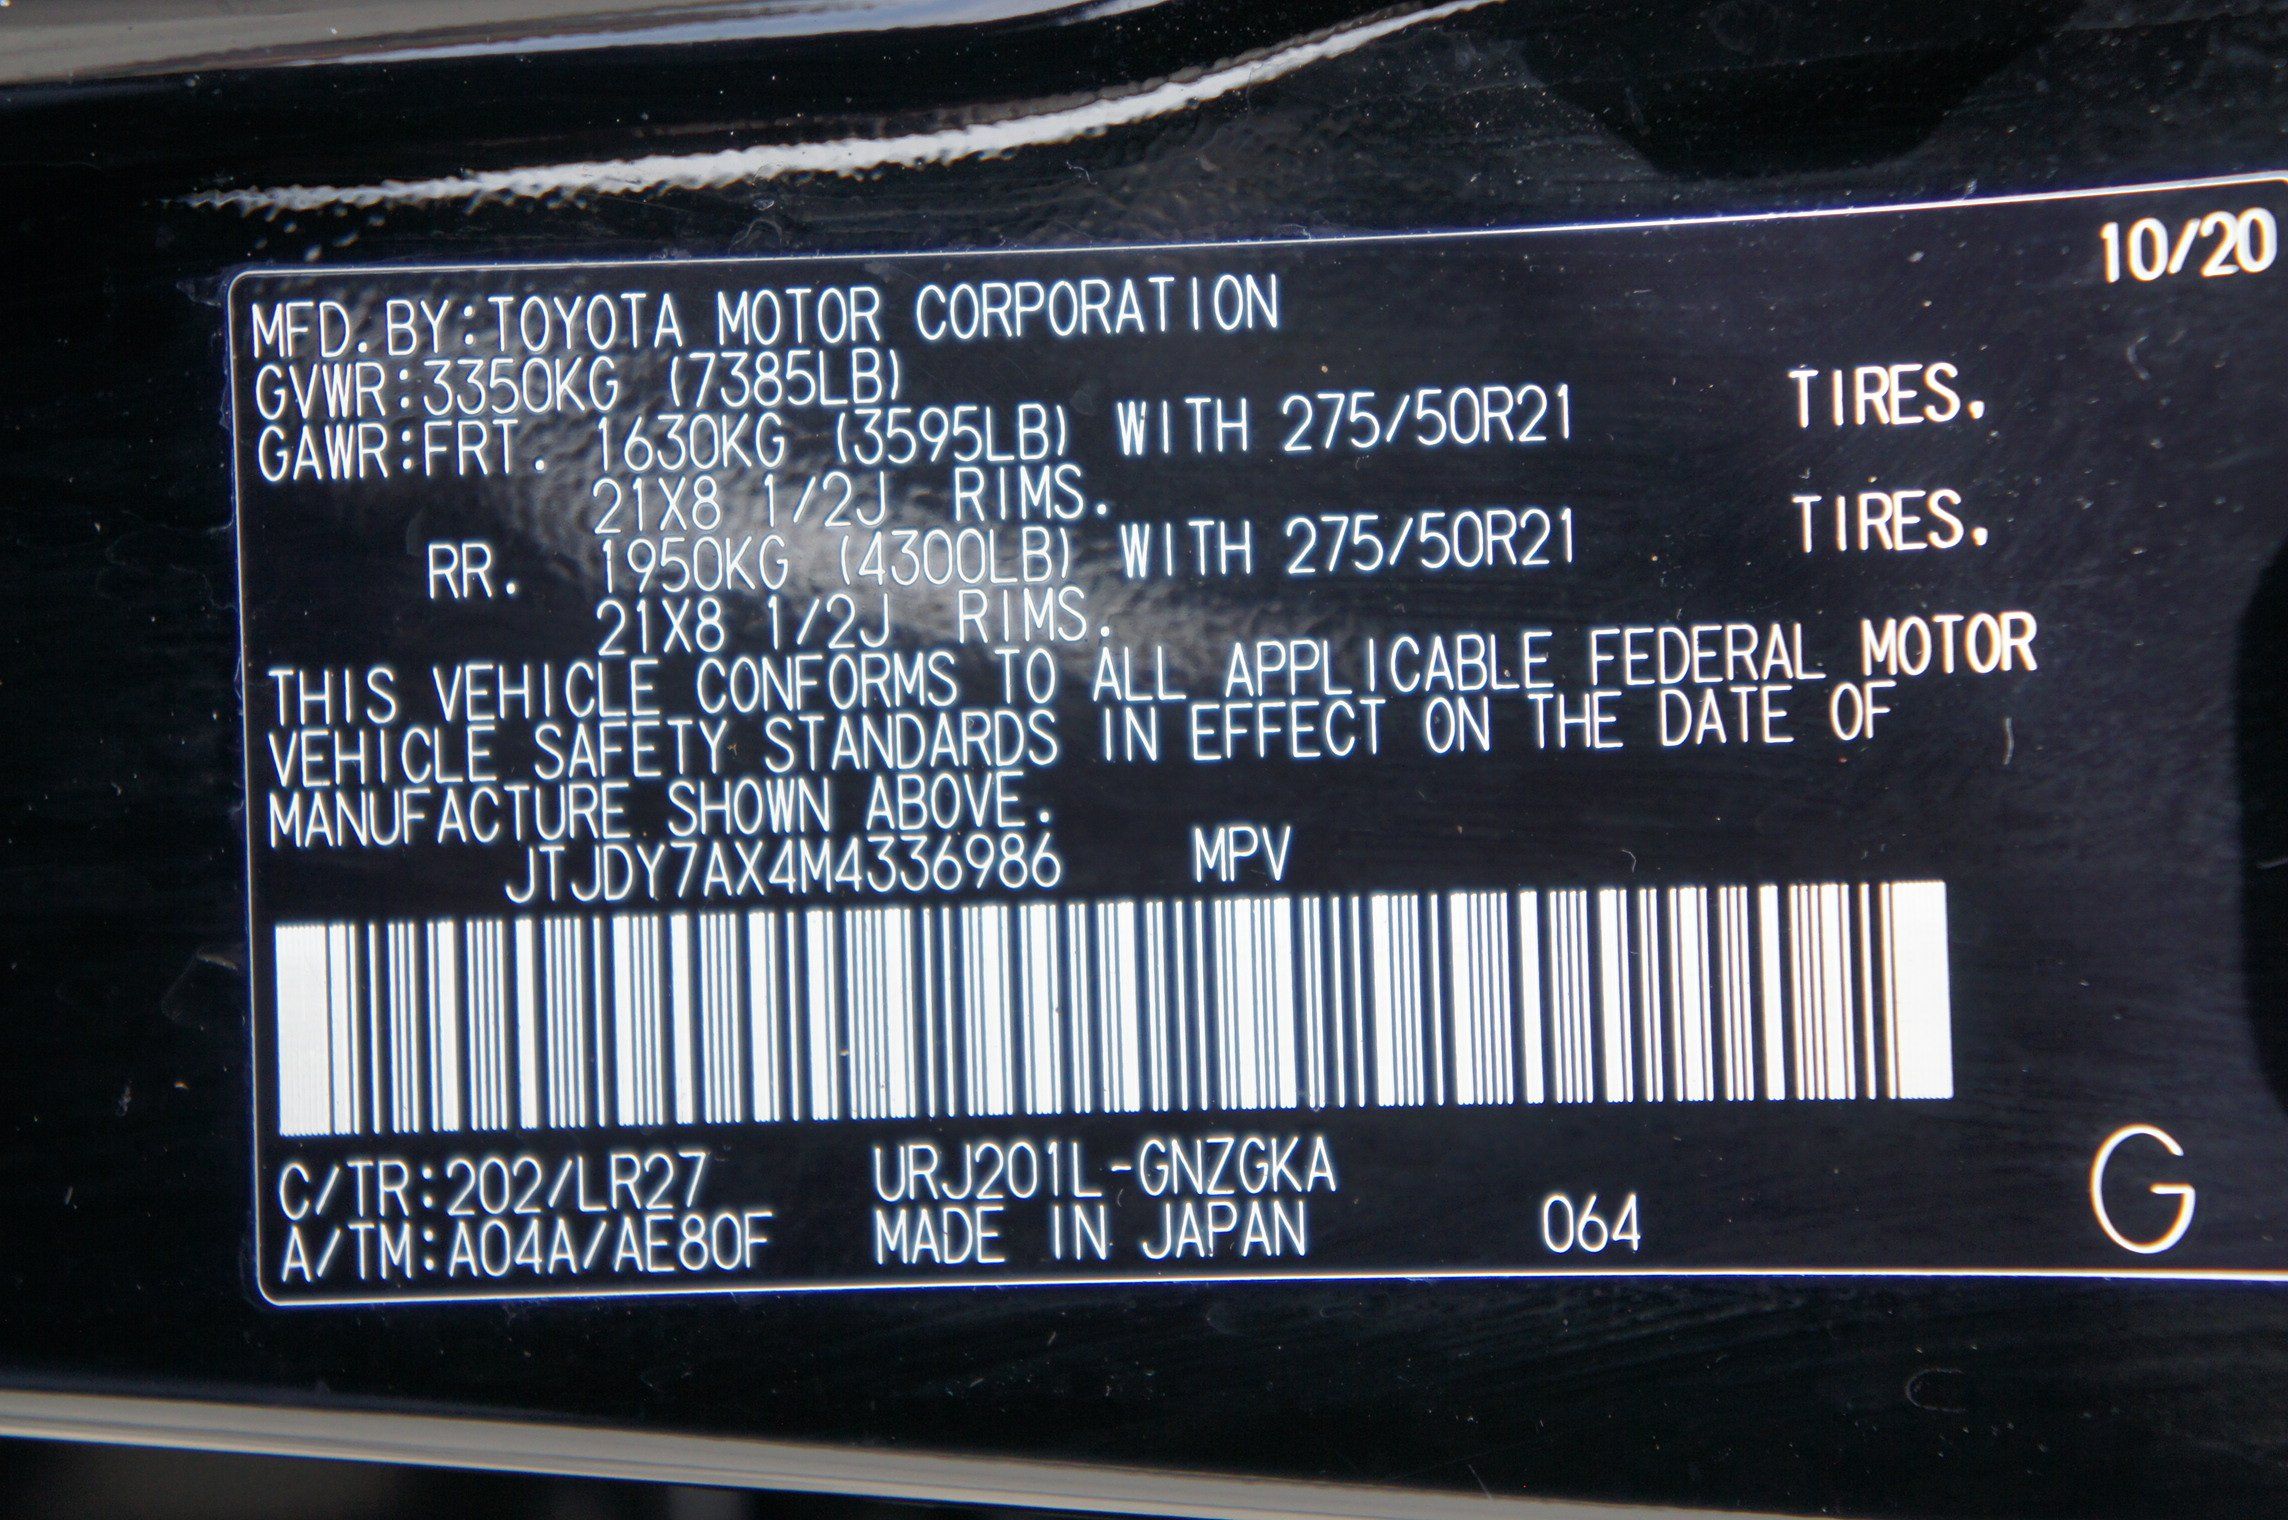 10/20
MFD.BY:TOYOTA MOTOR CORPORATION
GVWR:3350KG (7385LB)
GAWR:FRT. 1630KG (3595LB) WITH 275/50R21 TIRES,
21X8 1/2J RIMS.
RR. 1950KG (4300LB) WITH 275/50R21 TIRES,
21X8 1/2J RIMS.
THIS VEHICLE CONFORMS TO ALL APPLICABLE FEDERAL MOTOR
VEHICLE SAFETY STANDARDS IN EFFECT ON THE DATE OF
MANUFACTURE SHOWN ABOVE.
JTJDY7AX4M4336986 MPV
C/TR:202/LR27 URJ201L-GNZGKA
A/TM:A04A/AE80F MADE IN JAPAN 064 G